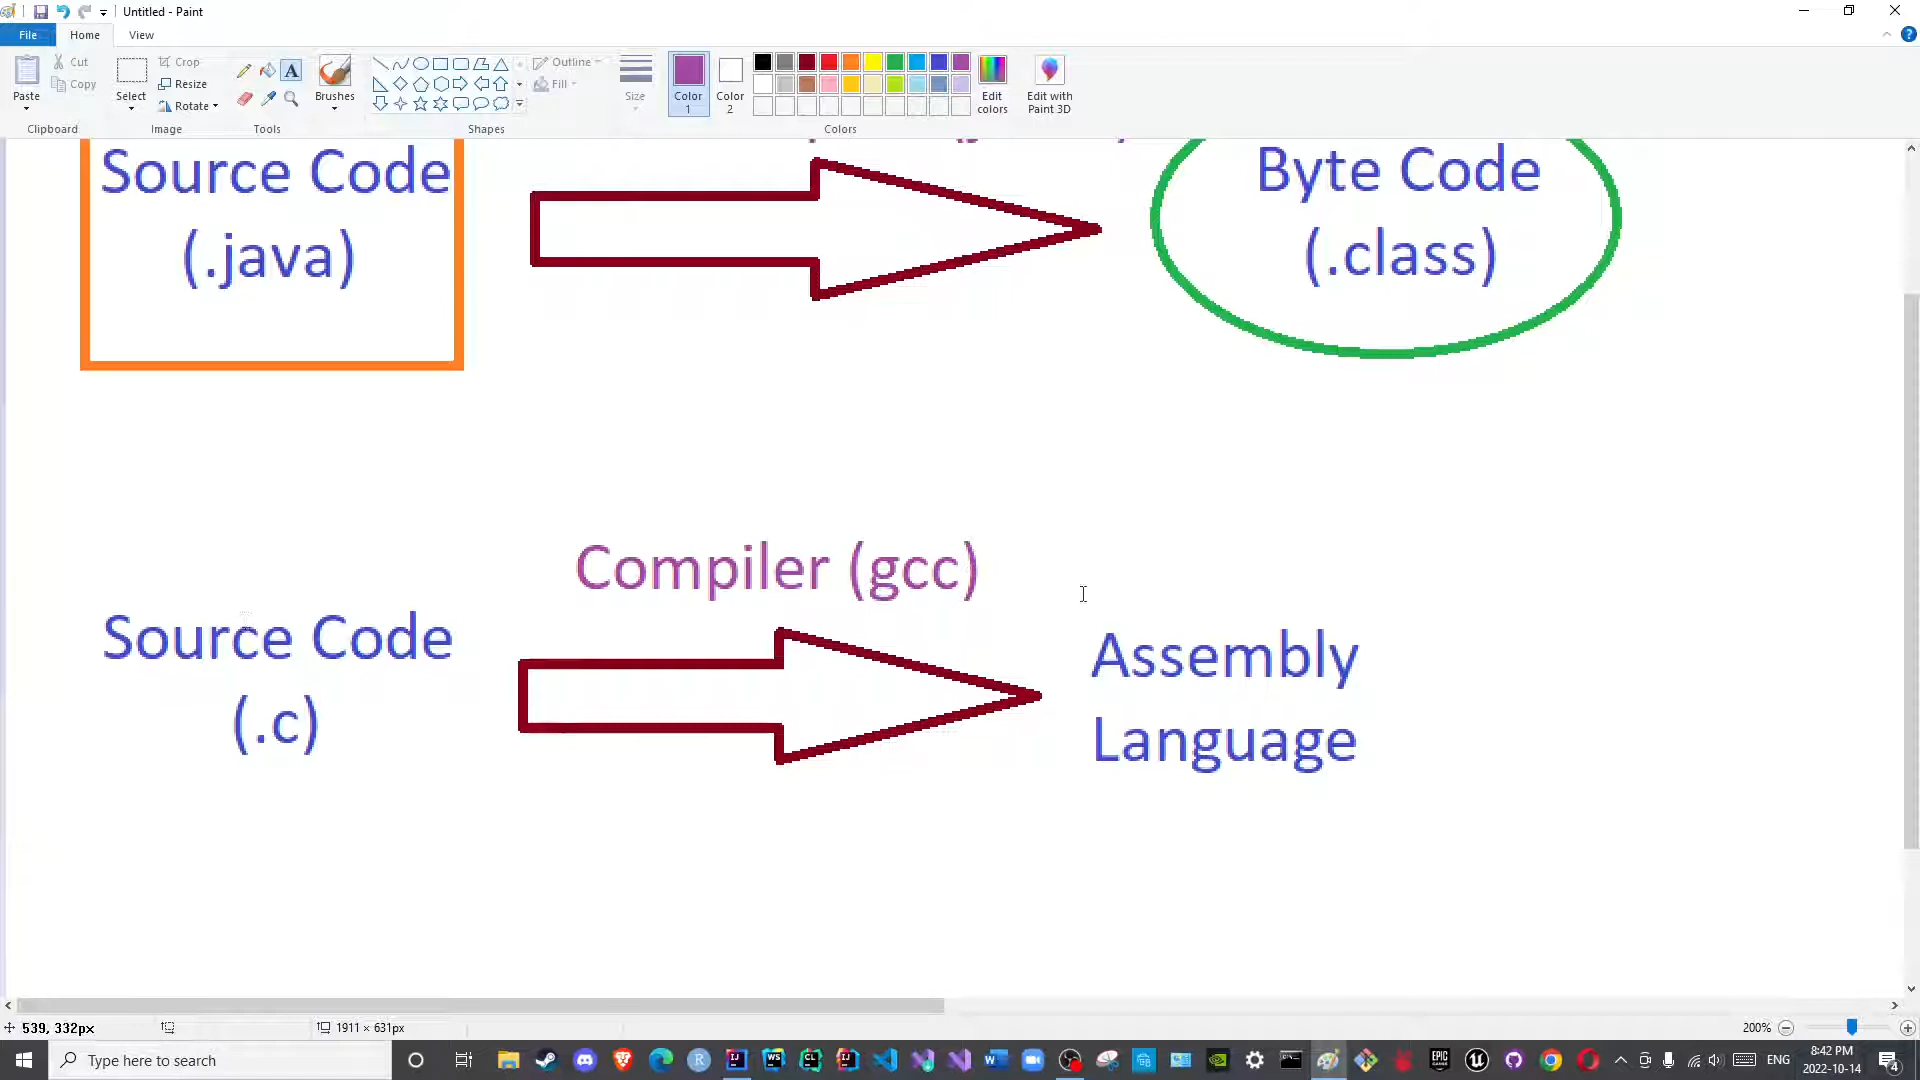 Untitled - Paint
File Home View
Cut
Copy
Paste
Clipboard
Select
Crop
Resize
Rotate
Image
A
Tools
Brushes
Outline
Fill
Shapes
Size
Color 1
Color 2
Edit colors
Edit with Paint 3D
Colors
Source Code
(.java)
Byte Code
(.class)
Compiler (gcc)
Source Code
(.c)
Assembly
Language
539, 332px
1911 × 631px
200%
Type here to search
ENG
8:42 PM
2022-10-14